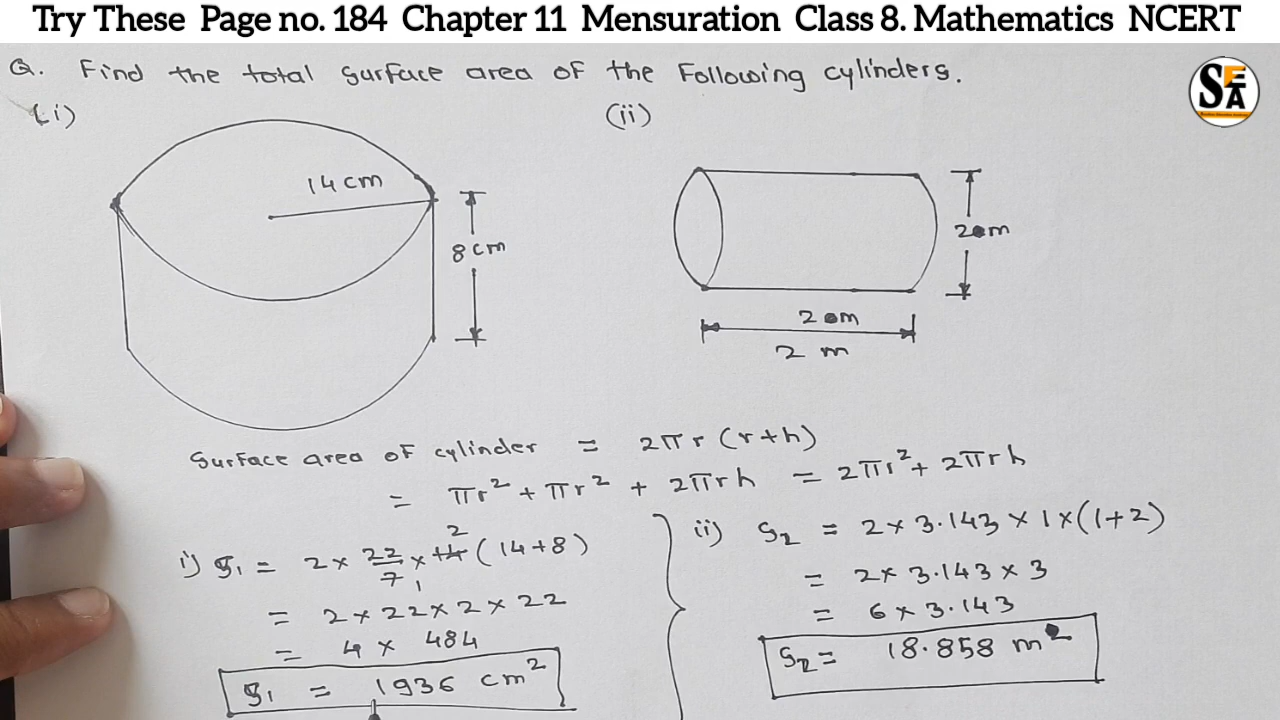 Try These Page no. 184 Chapter 11 Mensuration Class 8. Mathematics NCERT
Q. Find the total surface area of the following cylinders.
(i)
(ii)
14 cm
8 cm
2 m
2 m
2 m
Surface area of cylinder = 2πr (r+h)
= πr² + πr² + 2πrh = 2πr² + 2πrh
i) S₁ = 2 × 22/7 × 14 (14+8)
2
1
= 2 × 22 × 2 × 22
= 4 × 484
S₁ = 1936 cm²
ii) S₂ = 2 × 3.143 × 1 × (1+2)
= 2 × 3.143 × 3
= 6 × 3.143
S₂ = 18.858 m²
SEA